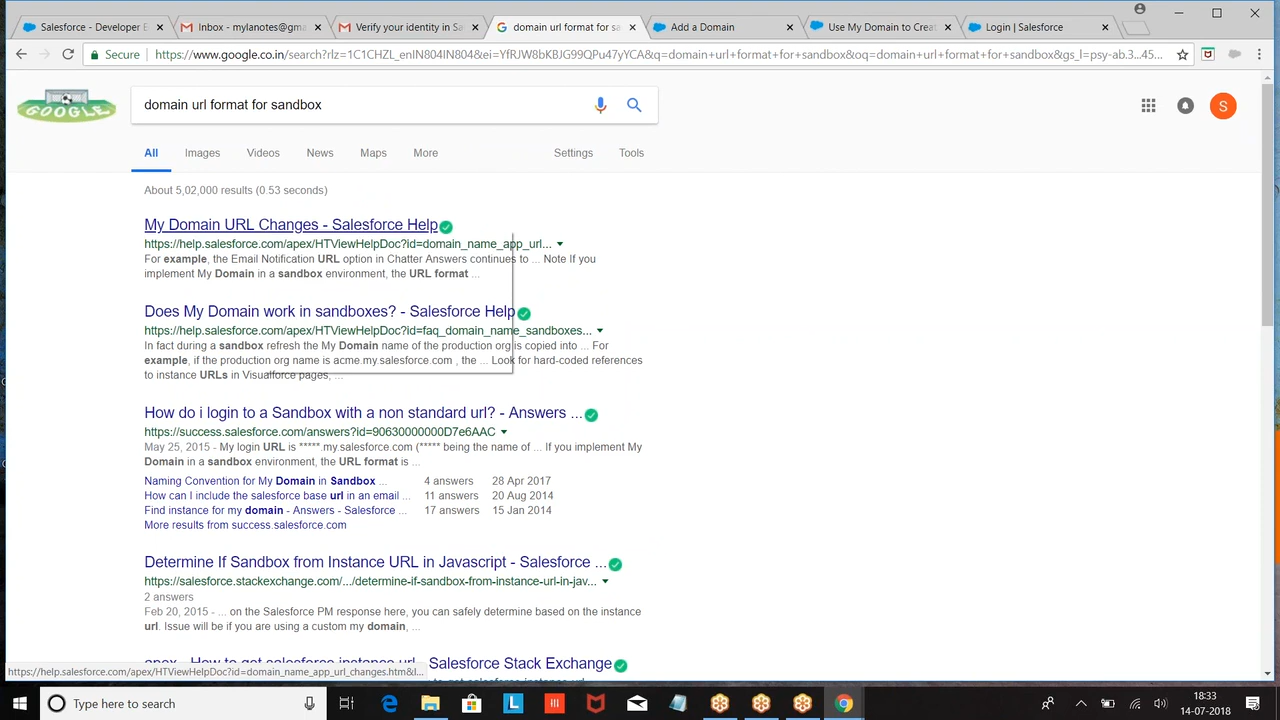 Salesforce - Developer E
Inbox - mylanotes@gma
Verify your identity in Sa
domain url format for sa
Add a Domain
Use My Domain to Creat
Login | Salesforce
Secure
https://www.google.co.in/search?rlz=1C1CHZL_enIN804IN804&ei=YfRJW8bKBJG99QPu47yYCA&q=domain+url+format+for+sandbox&oq=domain+url+format+for+sandbox&gs_l=psy-ab.3...45...
GOOGLE
domain url format for sandbox
S
All
Images
Videos
News
Maps
More
Settings
Tools
About 5,02,000 results (0.53 seconds)
My Domain URL Changes - Salesforce Help
https://help.salesforce.com/apex/HTViewHelpDoc?id=domain_name_app_url...
For example, the Email Notification URL option in Chatter Answers continues to ... Note If you
implement My Domain in a sandbox environment, the URL format ...
Does My Domain work in sandboxes? - Salesforce Help
https://help.salesforce.com/apex/HTViewHelpDoc?id=faq_domain_name_sandboxes...
In fact during a sandbox refresh the My Domain name of the production org is copied into ... For
example, if the production org name is acme.my.salesforce.com , the ... Look for hard-coded references
to instance URLs in Visualforce pages, ...
How do i login to a Sandbox with a non standard url? - Answers ...
https://success.salesforce.com/answers?id=90630000000D7e6AAC
May 25, 2015 - My login URL is *****.my.salesforce.com (***** being the name of ... If you implement My
Domain in a sandbox environment, the URL format is ...
Naming Convention for My Domain in Sandbox ...
4 answers
28 Apr 2017
How can I include the salesforce base url in an email ...
11 answers
20 Aug 2014
Find instance for my domain - Answers - Salesforce ...
17 answers
15 Jan 2014
More results from success.salesforce.com
Determine If Sandbox from Instance URL in Javascript - Salesforce ...
https://salesforce.stackexchange.com/.../determine-if-sandbox-from-instance-url-in-jav...
2 answers
Feb 20, 2015 - ... on the Salesforce PM response here, you can safely determine based on the instance
url. Issue will be if you are using a custom my domain, ...
apex - How to get salesforce instance url - Salesforce Stack Exchange
https://help.salesforce.com/apex/HTViewHelpDoc?id=domain_name_app_url_changes.htm&l...
Type here to search
L
18:33
14-07-2018